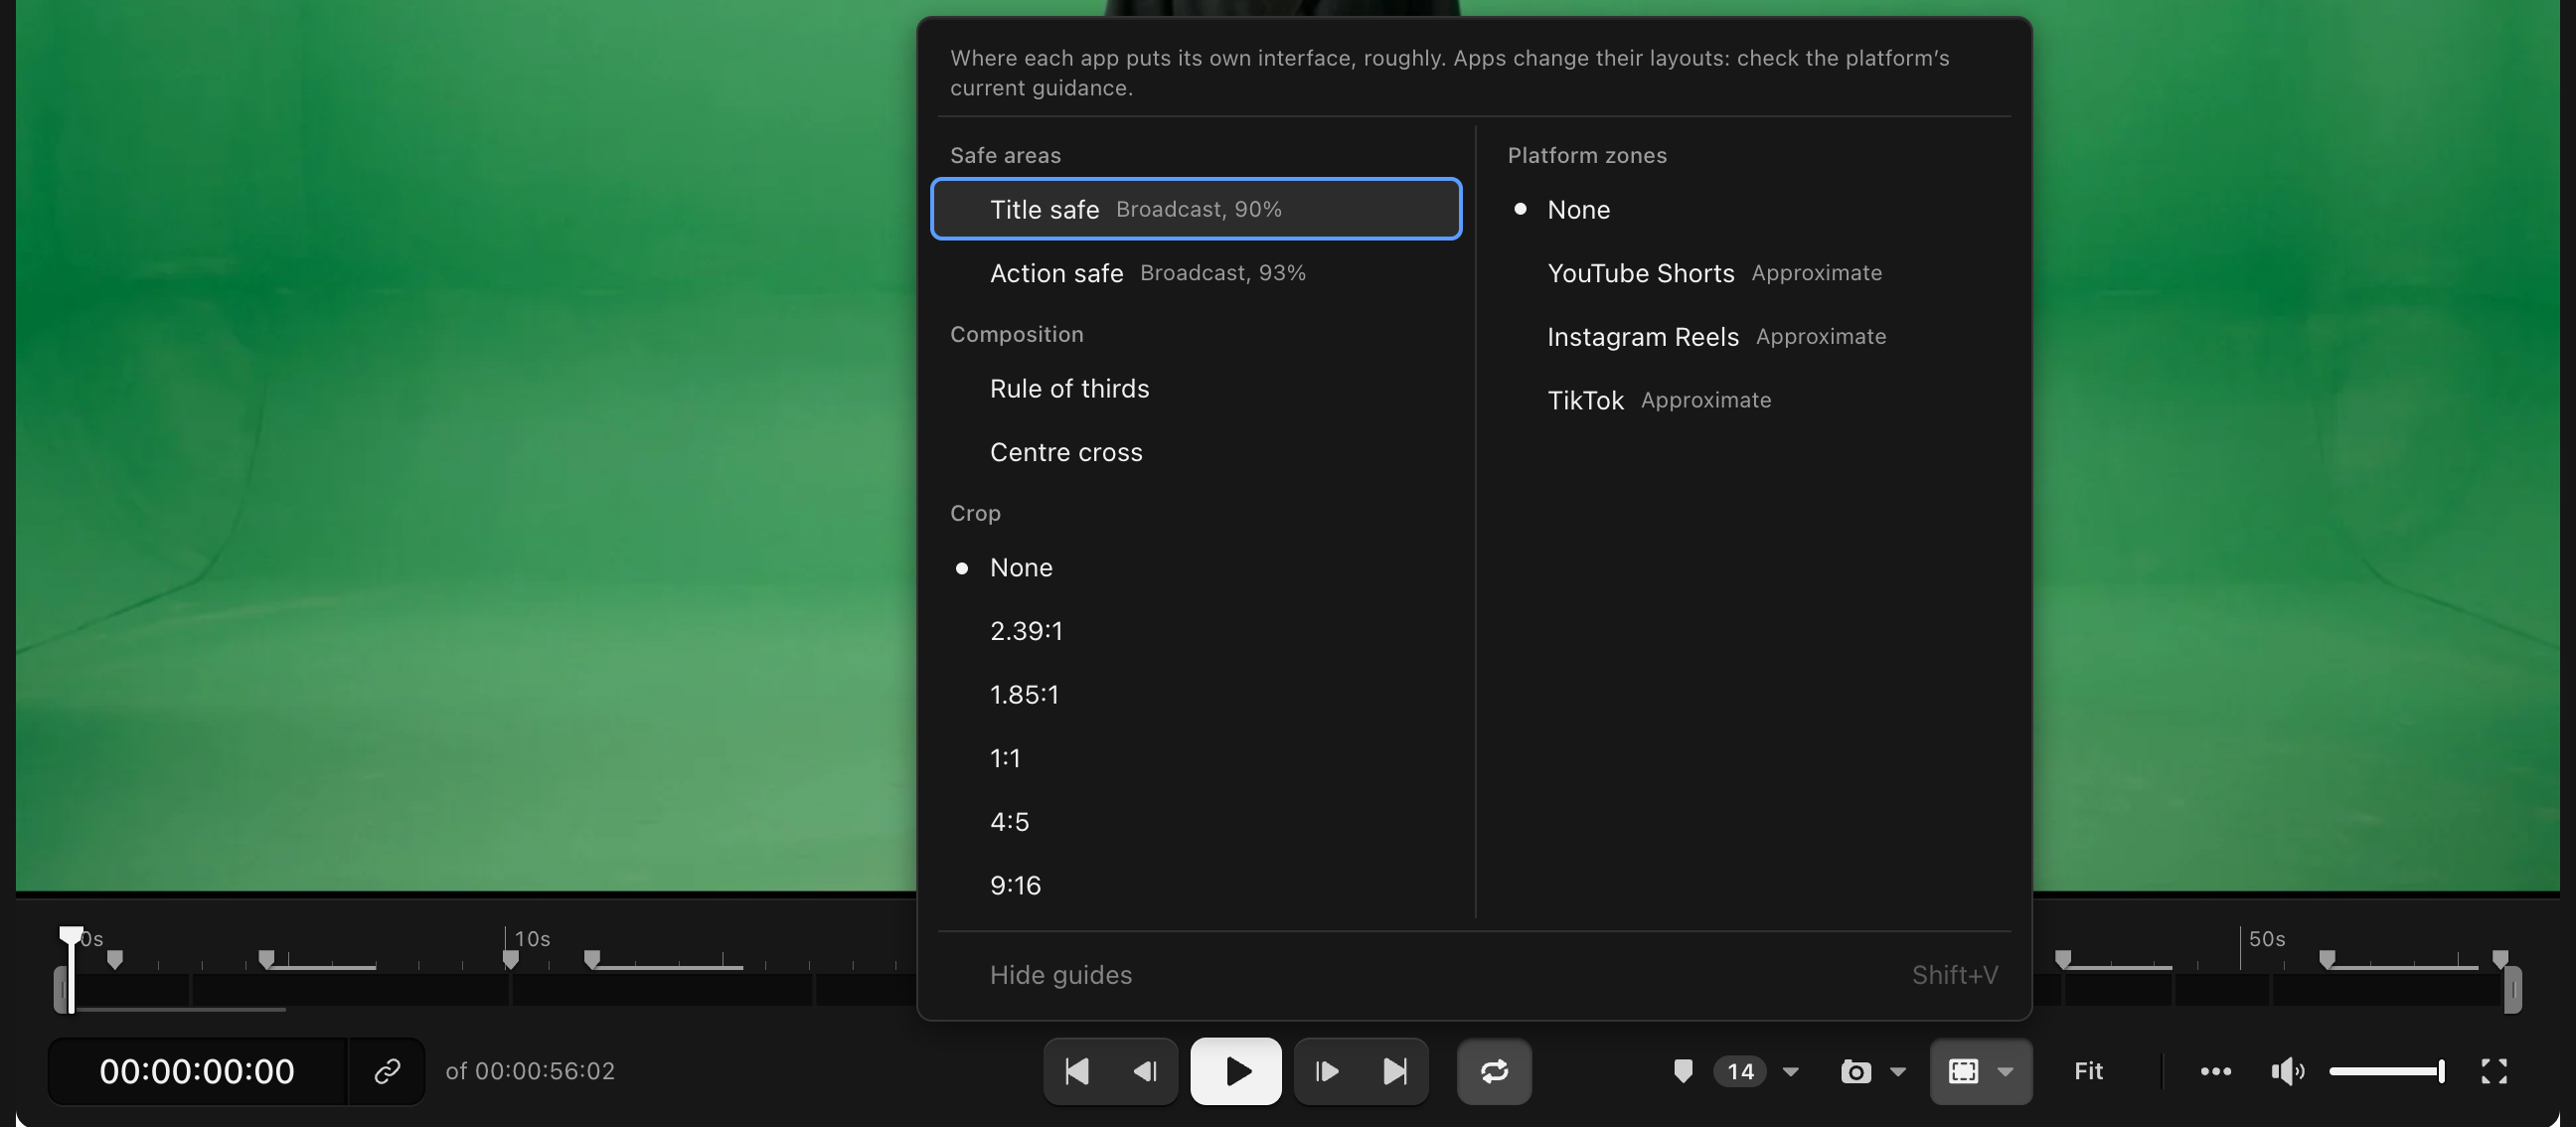 Where each app puts its own interface, roughly. Apps change their layouts: check the platform's
current guidance.
Safe areas
Title safe Broadcast, 90%
Action safe Broadcast, 93%
Composition
Rule of thirds
Centre cross
Crop
None
2.39:1
1.85:1
1:1
4:5
9:16
Platform zones
None
YouTube Shorts Approximate
Instagram Reels Approximate
TikTok Approximate
Hide guides Shift+V
0s 10s 50s
00:00:00:00 of 00:00:56:02 14 Fit